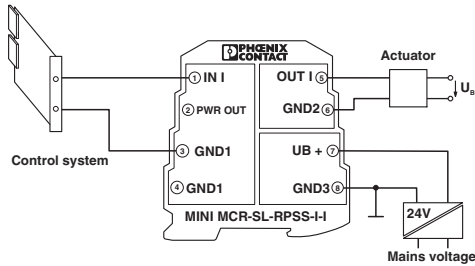 PHOENIX
CONTACT
Actuator
1 IN I
OUT I 5
U B
2 PWR OUT
GND2 6
3 GND1
UB + 7
Control system
4 GND1
GND3 8
24V
MINI MCR-SL-RPSS-I-I
Mains voltage